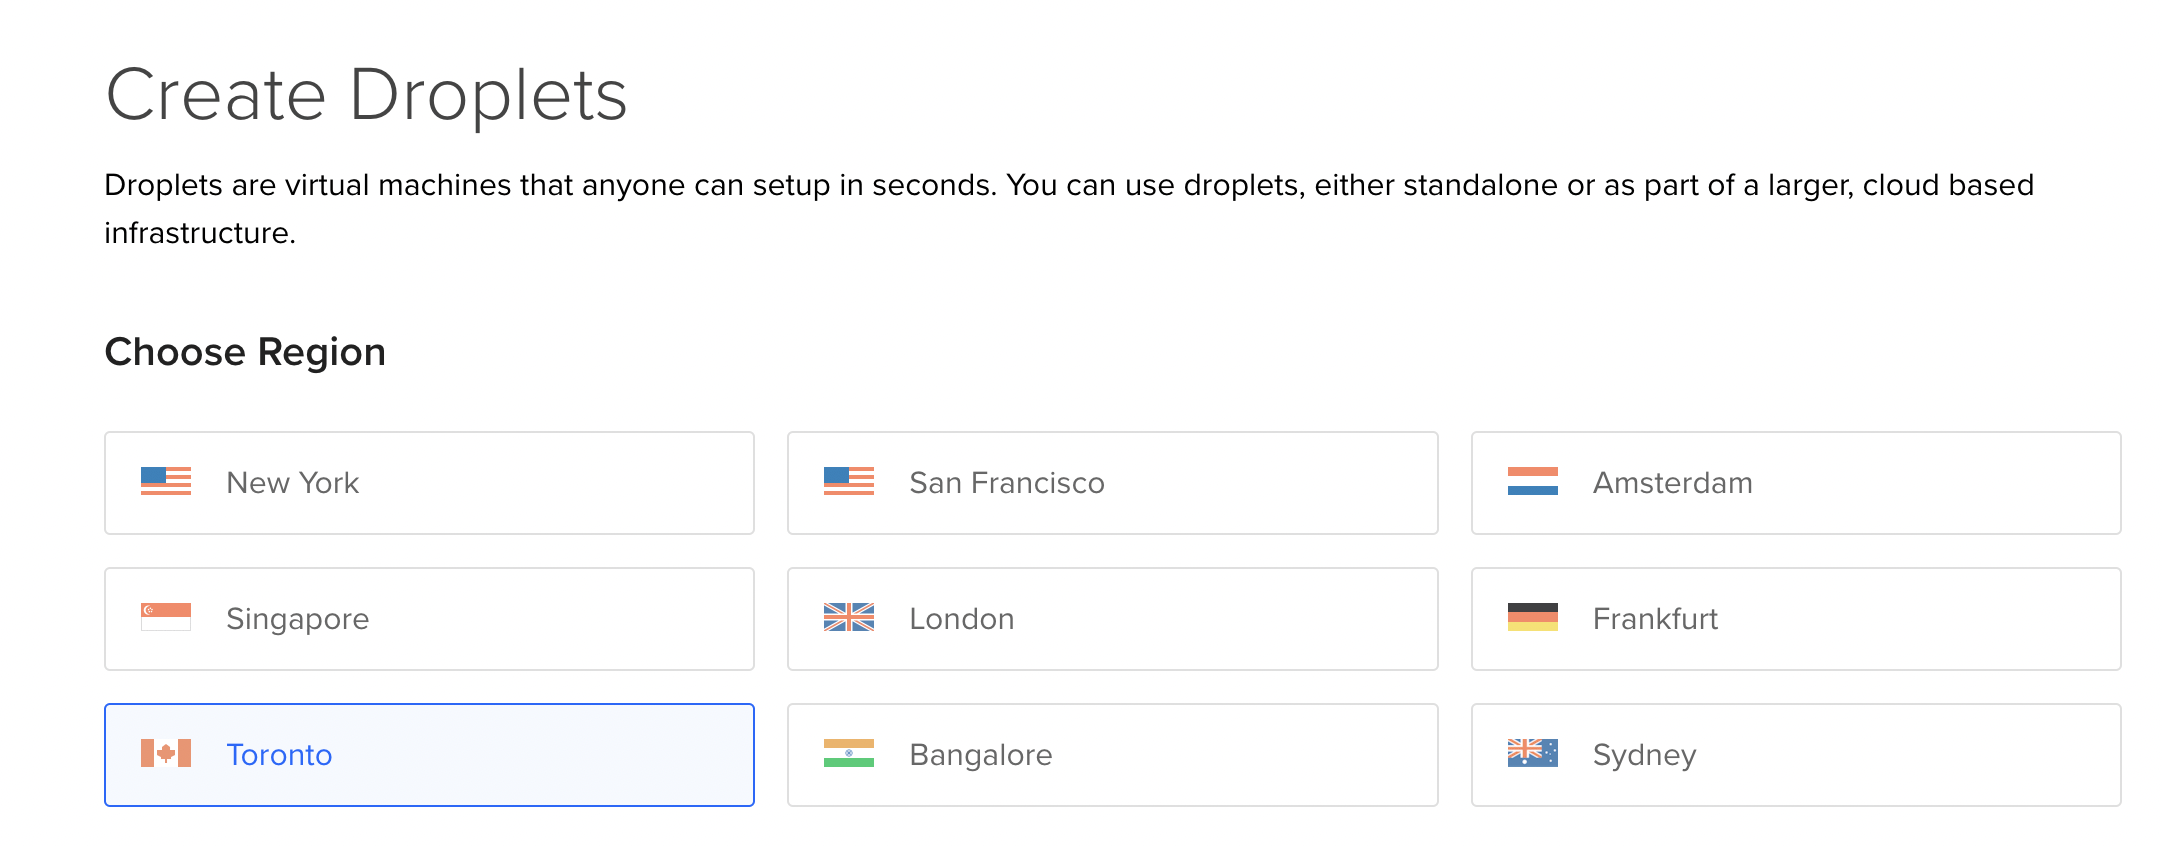 Create Droplets
Droplets are virtual machines that anyone can setup in seconds. You can use droplets, either standalone or as part of a larger, cloud based
infrastructure.
Choose Region
New York
San Francisco
Amsterdam
Singapore
London
Frankfurt
Toronto
Bangalore
Sydney